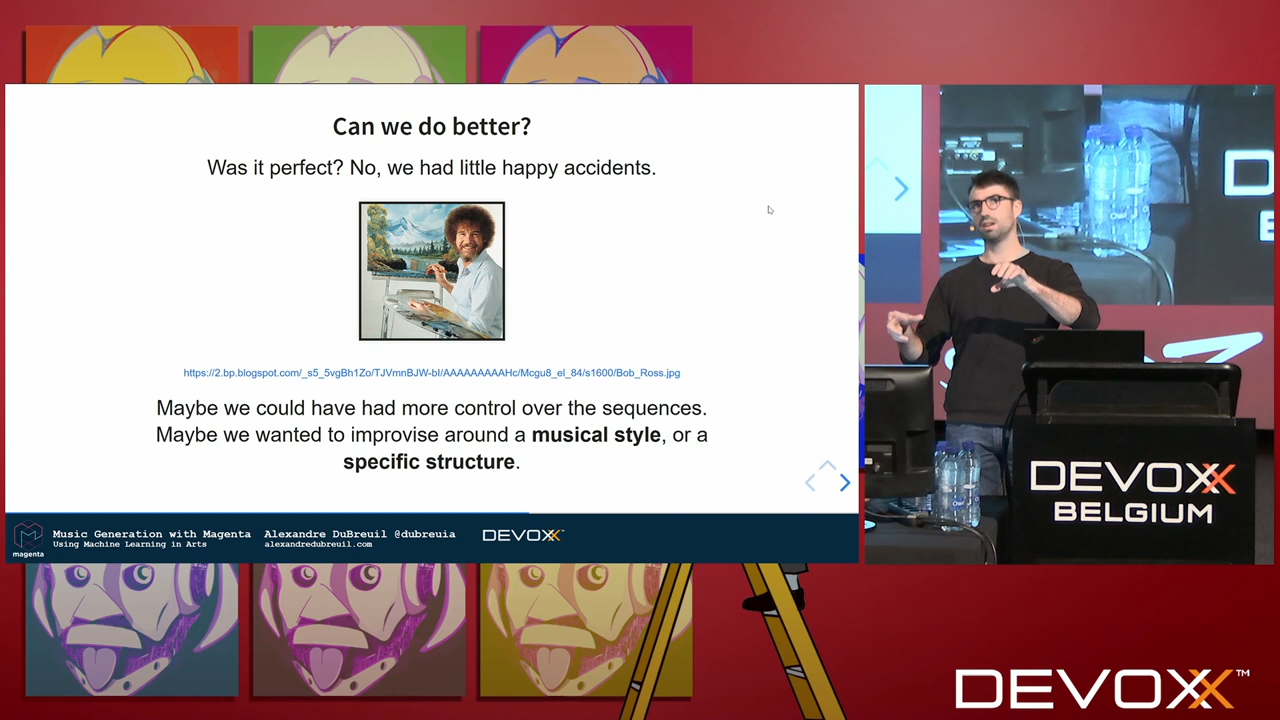 Can we do better?
Was it perfect? No, we had little happy accidents.
https://2.bp.blogspot.com/_s5_5vgBh1Zo/TJVmnBJW-bI/AAAAAAAAAHc/Mcgu8_el_84/s1600/Bob_Ross.jpg
Maybe we could have had more control over the sequences.
Maybe we wanted to improvise around a musical style, or a
specific structure.
magenta
Music Generation with Magenta
Using Machine Learning in Arts
Alexandre DuBreuil @dubreuia
alexandredubreuil.com
DEVOXX™
DEVOXX
BELGIUM
DEVOXX™